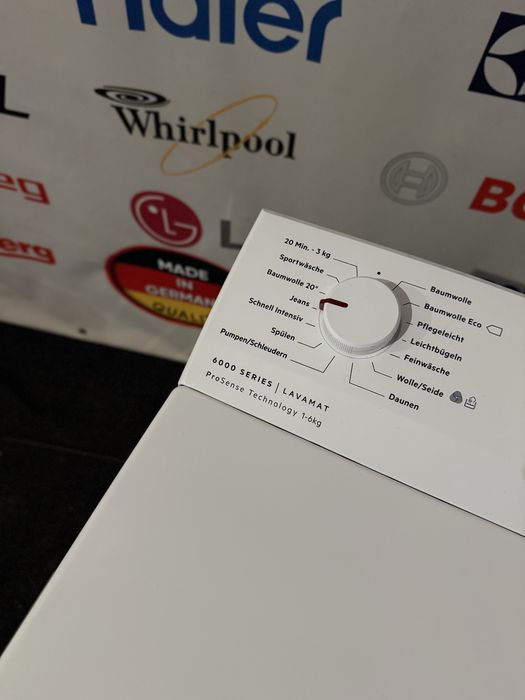 Haier
Whirlpool
LG
MADE
IN
GERMANY
QUALITY
20 Min. - 3 kg
Sportwäsche
Baumwolle 20°
Jeans
Schnell Intensiv
Spülen
Pumpen/Schleudern
Baumwolle
Baumwolle Eco
Pflegeleicht
Leichtbügeln
Feinwäsche
Wolle/Seide
Daunen
6000 SERIES | LAVAMAT
ProSense Technology 1-6kg